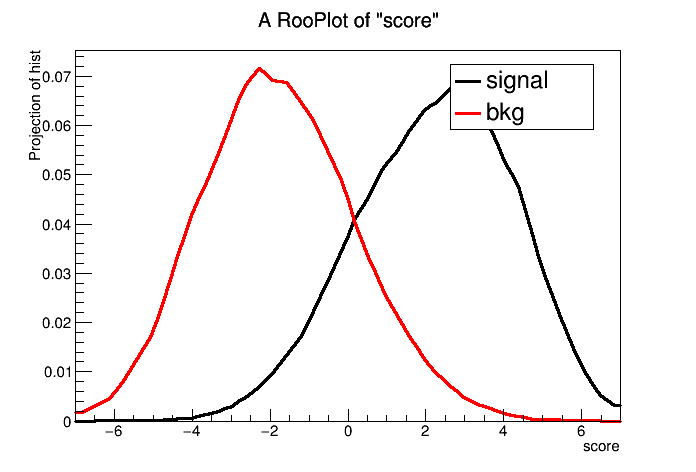 A RooPlot of "score"
Projection of hist
0.07
0.06
0.05
0.04
0.03
0.02
0.01
0
signal
bkg
−6 −4 −2 0 2 4 6
score